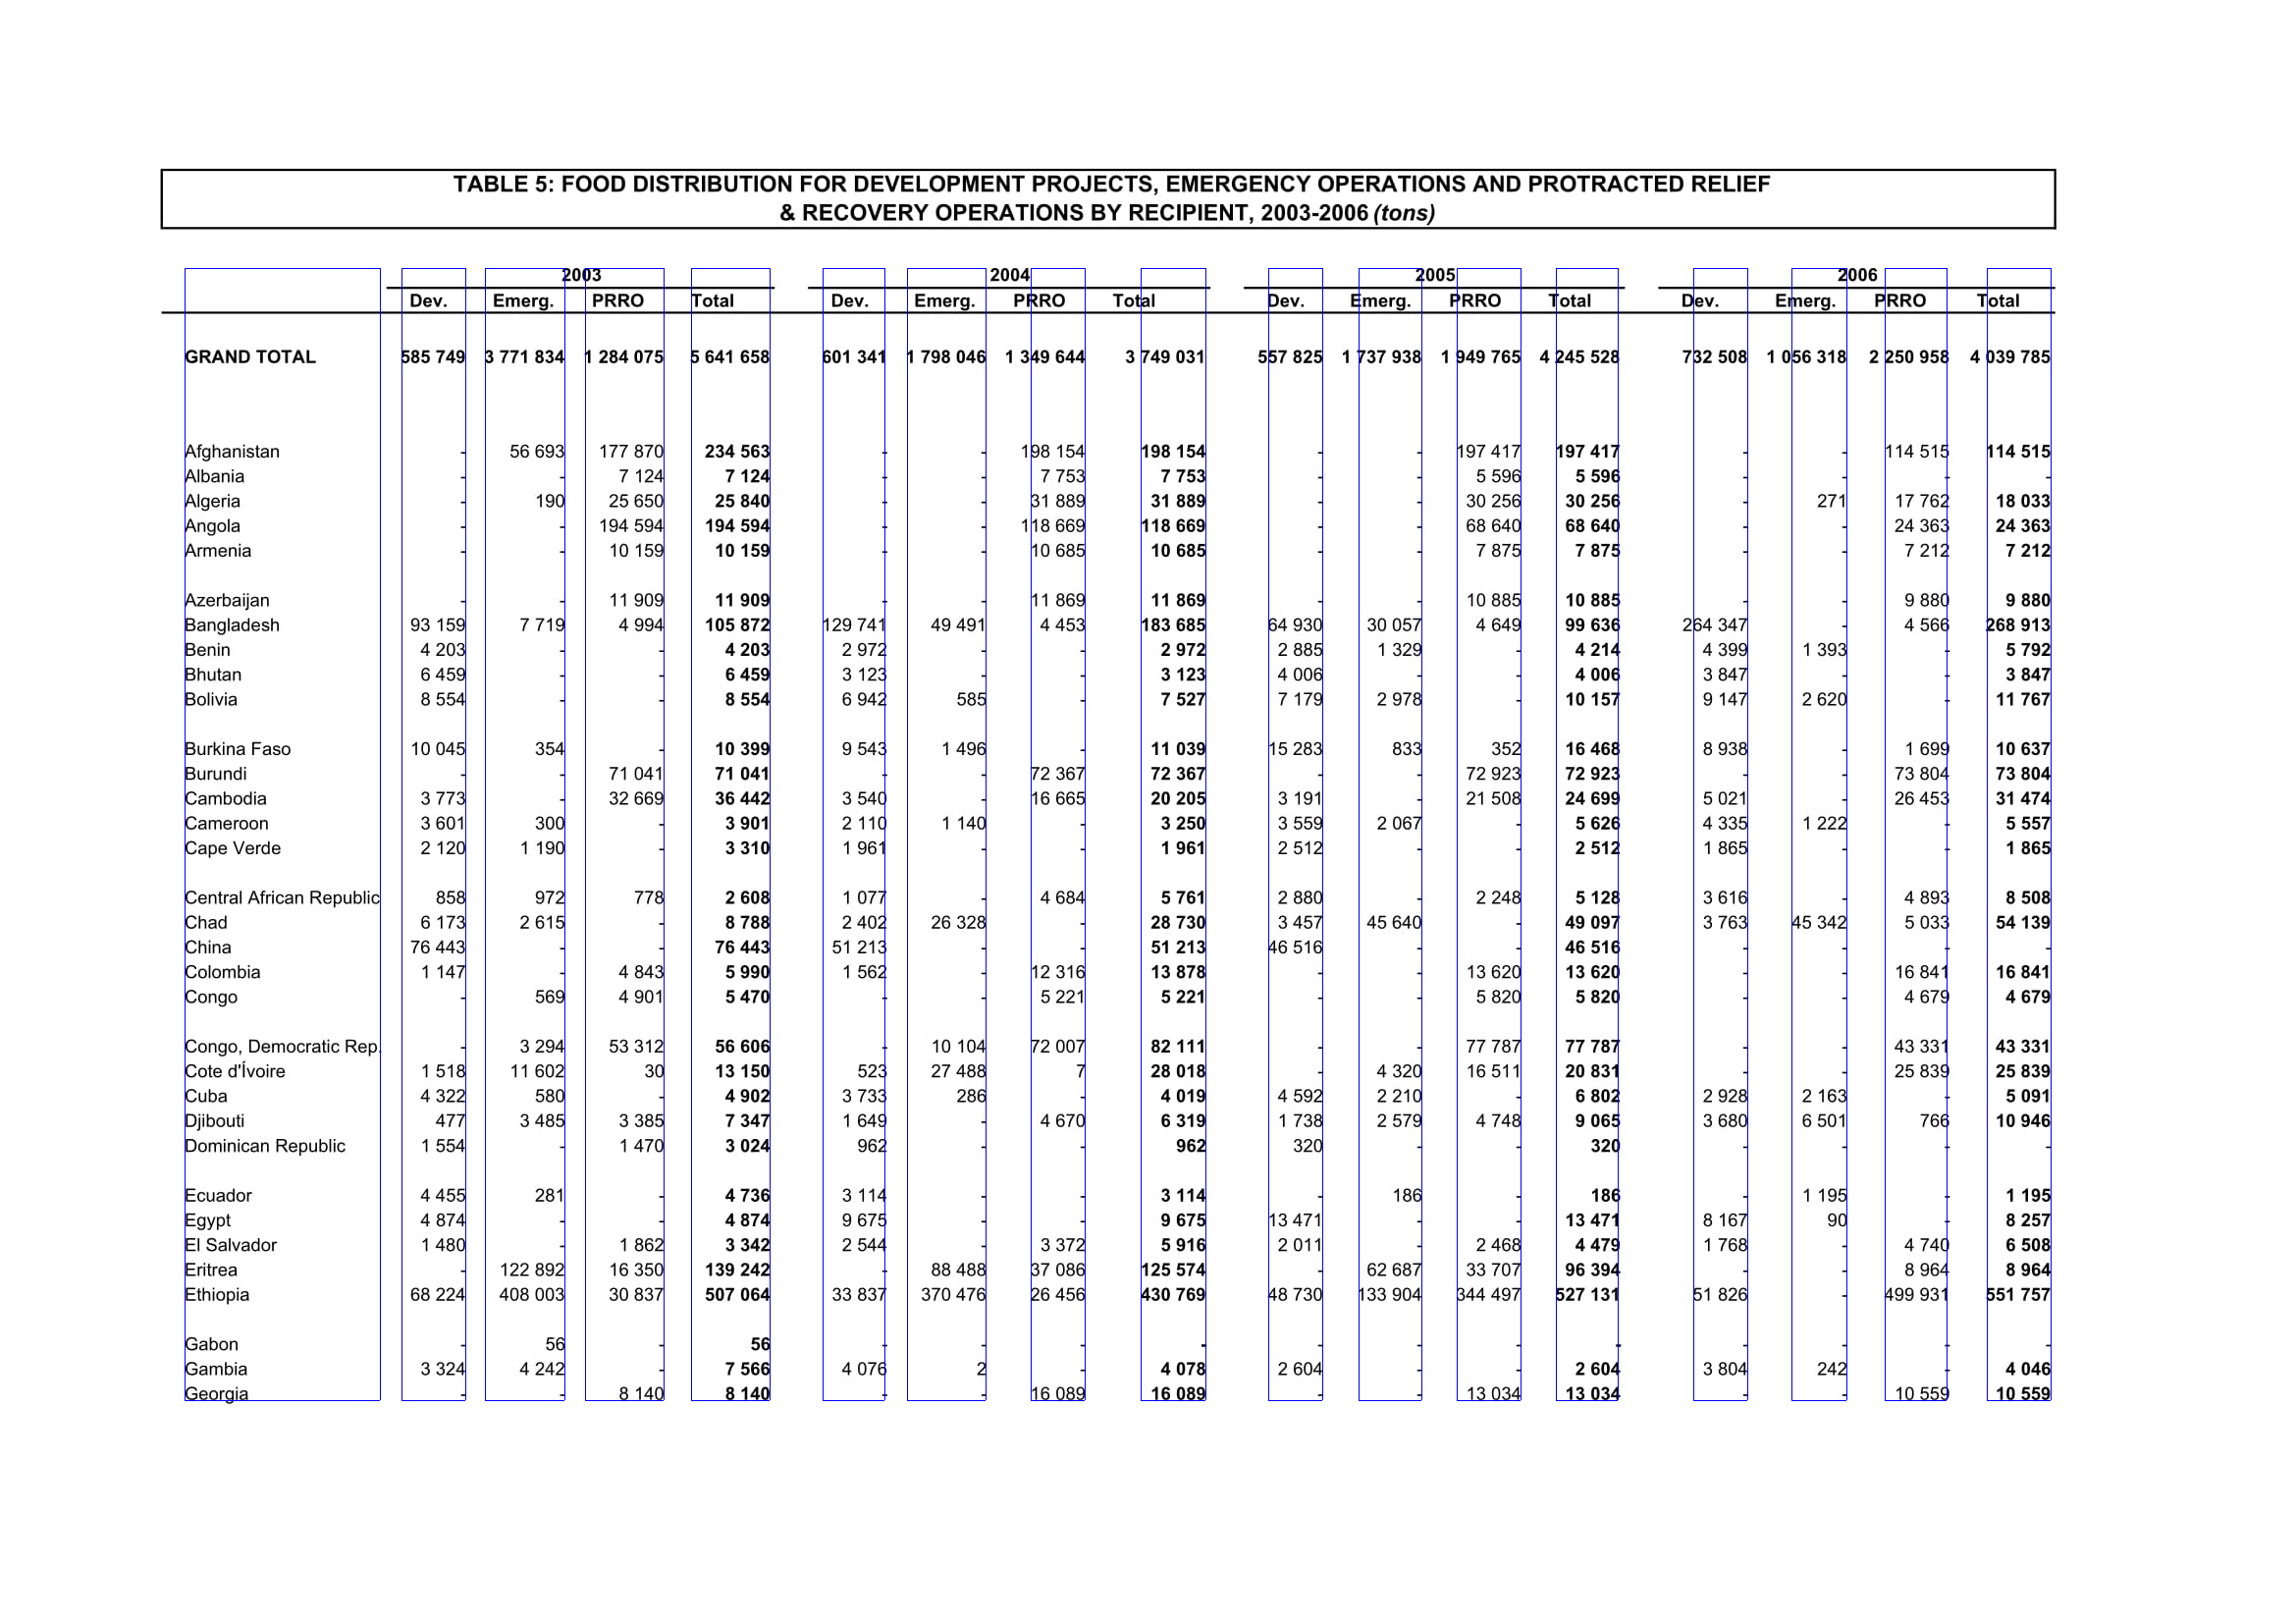 TABLE 5: FOOD DISTRIBUTION FOR DEVELOPMENT PROJECTS, EMERGENCY OPERATIONS AND PROTRACTED RELIEF
& RECOVERY OPERATIONS BY RECIPIENT, 2003-2006 (tons)
2003 2004 2005 2006
Dev. Emerg. PRRO Total Dev. Emerg. PRRO Total Dev. Emerg. PRRO Total Dev. Emerg. PRRO Total
GRAND TOTAL 585 749 3 771 834 1 284 075 5 641 658 601 341 1 798 046 1 349 644 3 749 031 557 825 1 737 938 1 949 765 4 245 528 732 508 1 056 318 2 250 958 4 039 785
Afghanistan - 56 693 177 870 234 563 - - 198 154 198 154 - - 197 417 197 417 - - 114 515 114 515
Albania - - 7 124 7 124 - - 7 753 7 753 - - 5 596 5 596 - - - -
Algeria - 190 25 650 25 840 - - 31 889 31 889 - - 30 256 30 256 - 271 17 762 18 033
Angola - - 194 594 194 594 - - 118 669 118 669 - - 68 640 68 640 - - 24 363 24 363
Armenia - - 10 159 10 159 - - 10 685 10 685 - - 7 875 7 875 - - 7 212 7 212
Azerbaijan - - 11 909 11 909 - - 11 869 11 869 - - 10 885 10 885 - - 9 880 9 880
Bangladesh 93 159 7 719 4 994 105 872 129 741 49 491 4 453 183 685 64 930 30 057 4 649 99 636 264 347 - 4 566 268 913
Benin 4 203 - - 4 203 2 972 - - 2 972 2 885 1 329 - 4 214 4 399 1 393 - 5 792
Bhutan 6 459 - - 6 459 3 123 - - 3 123 4 006 - - 4 006 3 847 - - 3 847
Bolivia 8 554 - - 8 554 6 942 585 - 7 527 7 179 2 978 - 10 157 9 147 2 620 - 11 767
Burkina Faso 10 045 354 - 10 399 9 543 1 496 - 11 039 15 283 833 352 16 468 8 938 - 1 699 10 637
Burundi - - 71 041 71 041 - - 72 367 72 367 - - 72 923 72 923 - - 73 804 73 804
Cambodia 3 773 - 32 669 36 442 3 540 - 16 665 20 205 3 191 - 21 508 24 699 5 021 - 26 453 31 474
Cameroon 3 601 300 - 3 901 2 110 1 140 - 3 250 3 559 2 067 - 5 626 4 335 1 222 - 5 557
Cape Verde 2 120 1 190 - 3 310 1 961 - - 1 961 2 512 - - 2 512 1 865 - - 1 865
Central African Republic 858 972 778 2 608 1 077 - 4 684 5 761 2 880 - 2 248 5 128 3 616 - 4 893 8 508
Chad 6 173 2 615 - 8 788 2 402 26 328 - 28 730 3 457 45 640 - 49 097 3 763 45 342 5 033 54 139
China 76 443 - - 76 443 51 213 - - 51 213 46 516 - - 46 516 - - - -
Colombia 1 147 - 4 843 5 990 1 562 - 12 316 13 878 - - 13 620 13 620 - - 16 841 16 841
Congo - 569 4 901 5 470 - - 5 221 5 221 - - 5 820 5 820 - - 4 679 4 679
Congo, Democratic Rep. - 3 294 53 312 56 606 - 10 104 72 007 82 111 - - 77 787 77 787 - - 43 331 43 331
Cote d'Ívoire 1 518 11 602 30 13 150 523 27 488 7 28 018 - 4 320 16 511 20 831 - - 25 839 25 839
Cuba 4 322 580 - 4 902 3 733 286 - 4 019 4 592 2 210 - 6 802 2 928 2 163 - 5 091
Djibouti 477 3 485 3 385 7 347 1 649 - 4 670 6 319 1 738 2 579 4 748 9 065 3 680 6 501 766 10 946
Dominican Republic 1 554 - 1 470 3 024 962 - - 962 320 - - 320 - - - -
Ecuador 4 455 281 - 4 736 3 114 - - 3 114 - 186 - 186 - 1 195 - 1 195
Egypt 4 874 - - 4 874 9 675 - - 9 675 13 471 - - 13 471 8 167 90 - 8 257
El Salvador 1 480 - 1 862 3 342 2 544 - 3 372 5 916 2 011 - 2 468 4 479 1 768 - 4 740 6 508
Eritrea - 122 892 16 350 139 242 - 88 488 37 086 125 574 - 62 687 33 707 96 394 - - 8 964 8 964
Ethiopia 68 224 408 003 30 837 507 064 33 837 370 476 26 456 430 769 48 730 133 904 344 497 527 131 51 826 - 499 931 551 757
Gabon - 56 - 56 - - - - - - - - - - - -
Gambia 3 324 4 242 - 7 566 4 076 2 - 4 078 2 604 - - 2 604 3 804 242 - 4 046
Georgia - - 8 140 8 140 - - 16 089 16 089 - - 13 034 13 034 - - 10 559 10 559